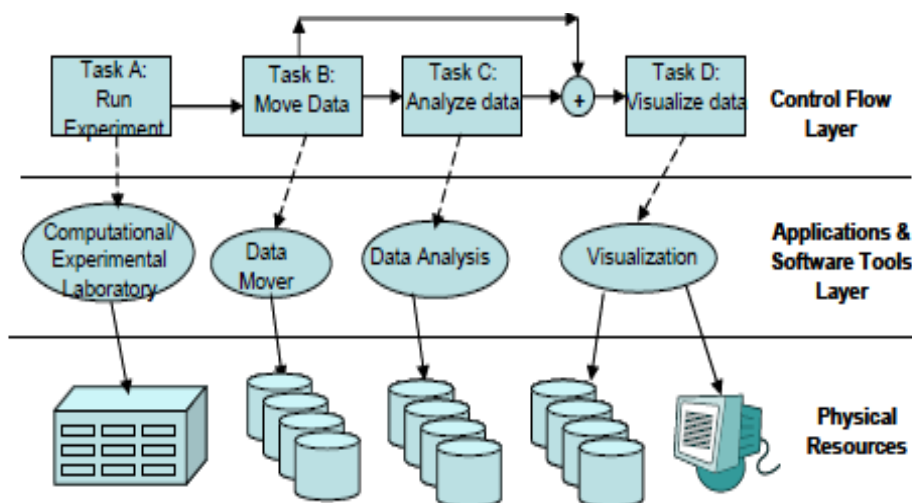 Task A:
Run
Experiment
Task B:
Move Data
Task C:
Analyze data
+
Task D:
Visualize data
Control Flow
Layer
Computational/
Experimental
Laboratory
Data
Mover
Data Analysis
Visualization
Applications &
Software Tools
Layer
Physical
Resources